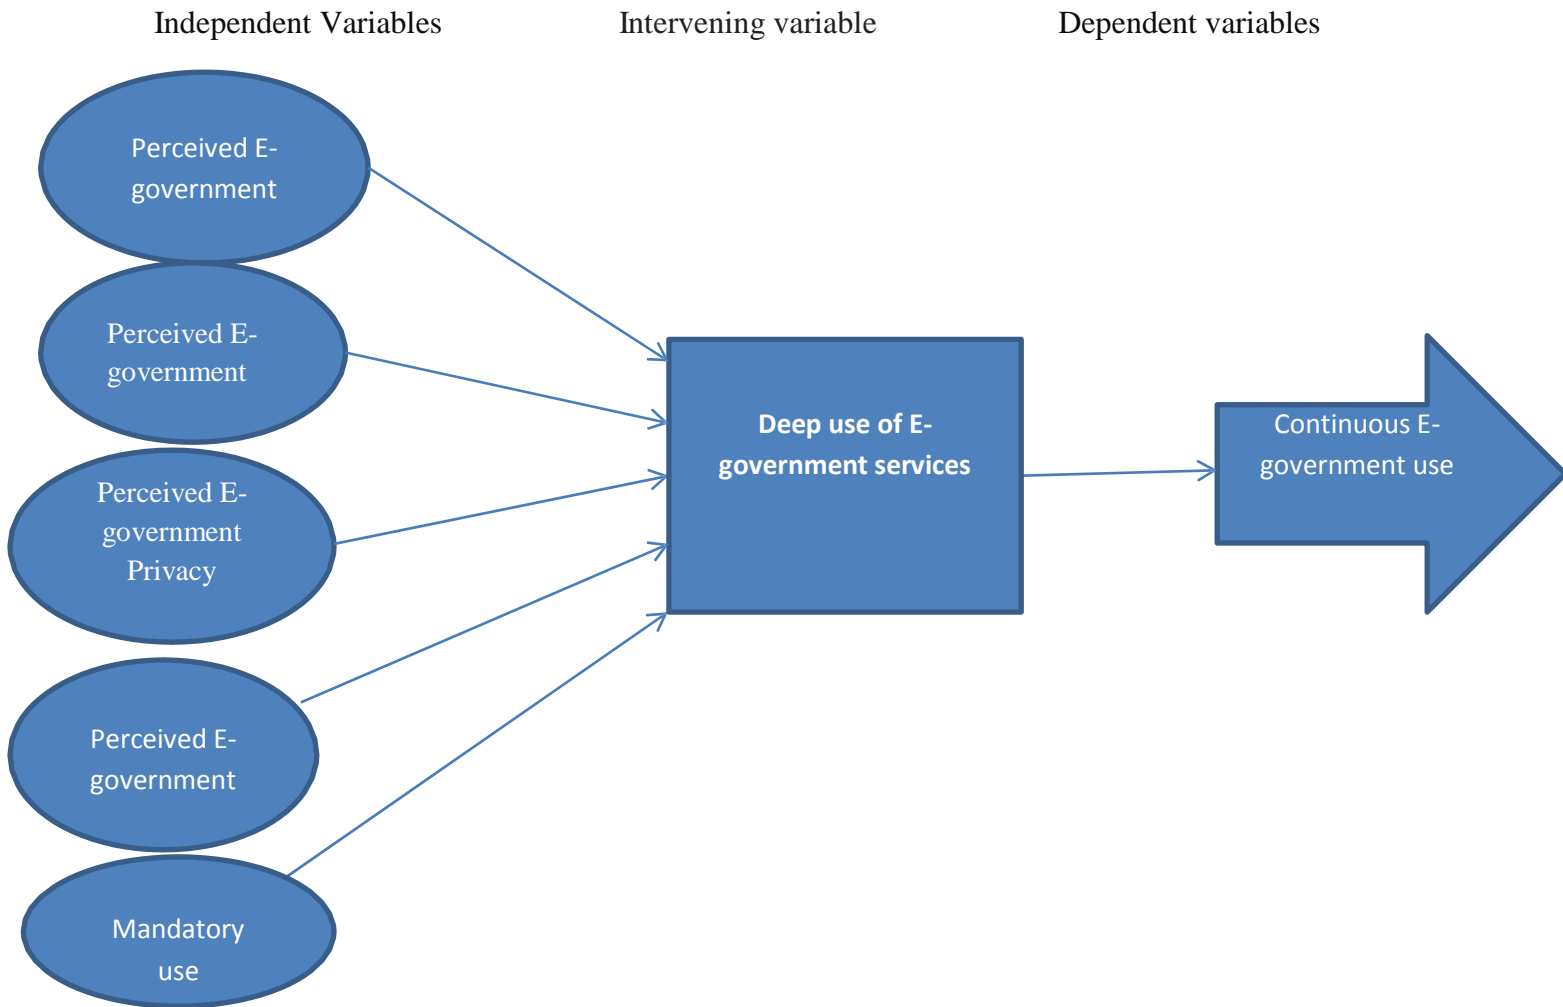 Independent Variables
Intervening variable
Dependent variables
Perceived E-
government
Perceived E-
government
Perceived E-
government
Privacy
Perceived E-
government
Mandatory
use
Deep use of E-
government services
Continuous E-
government use